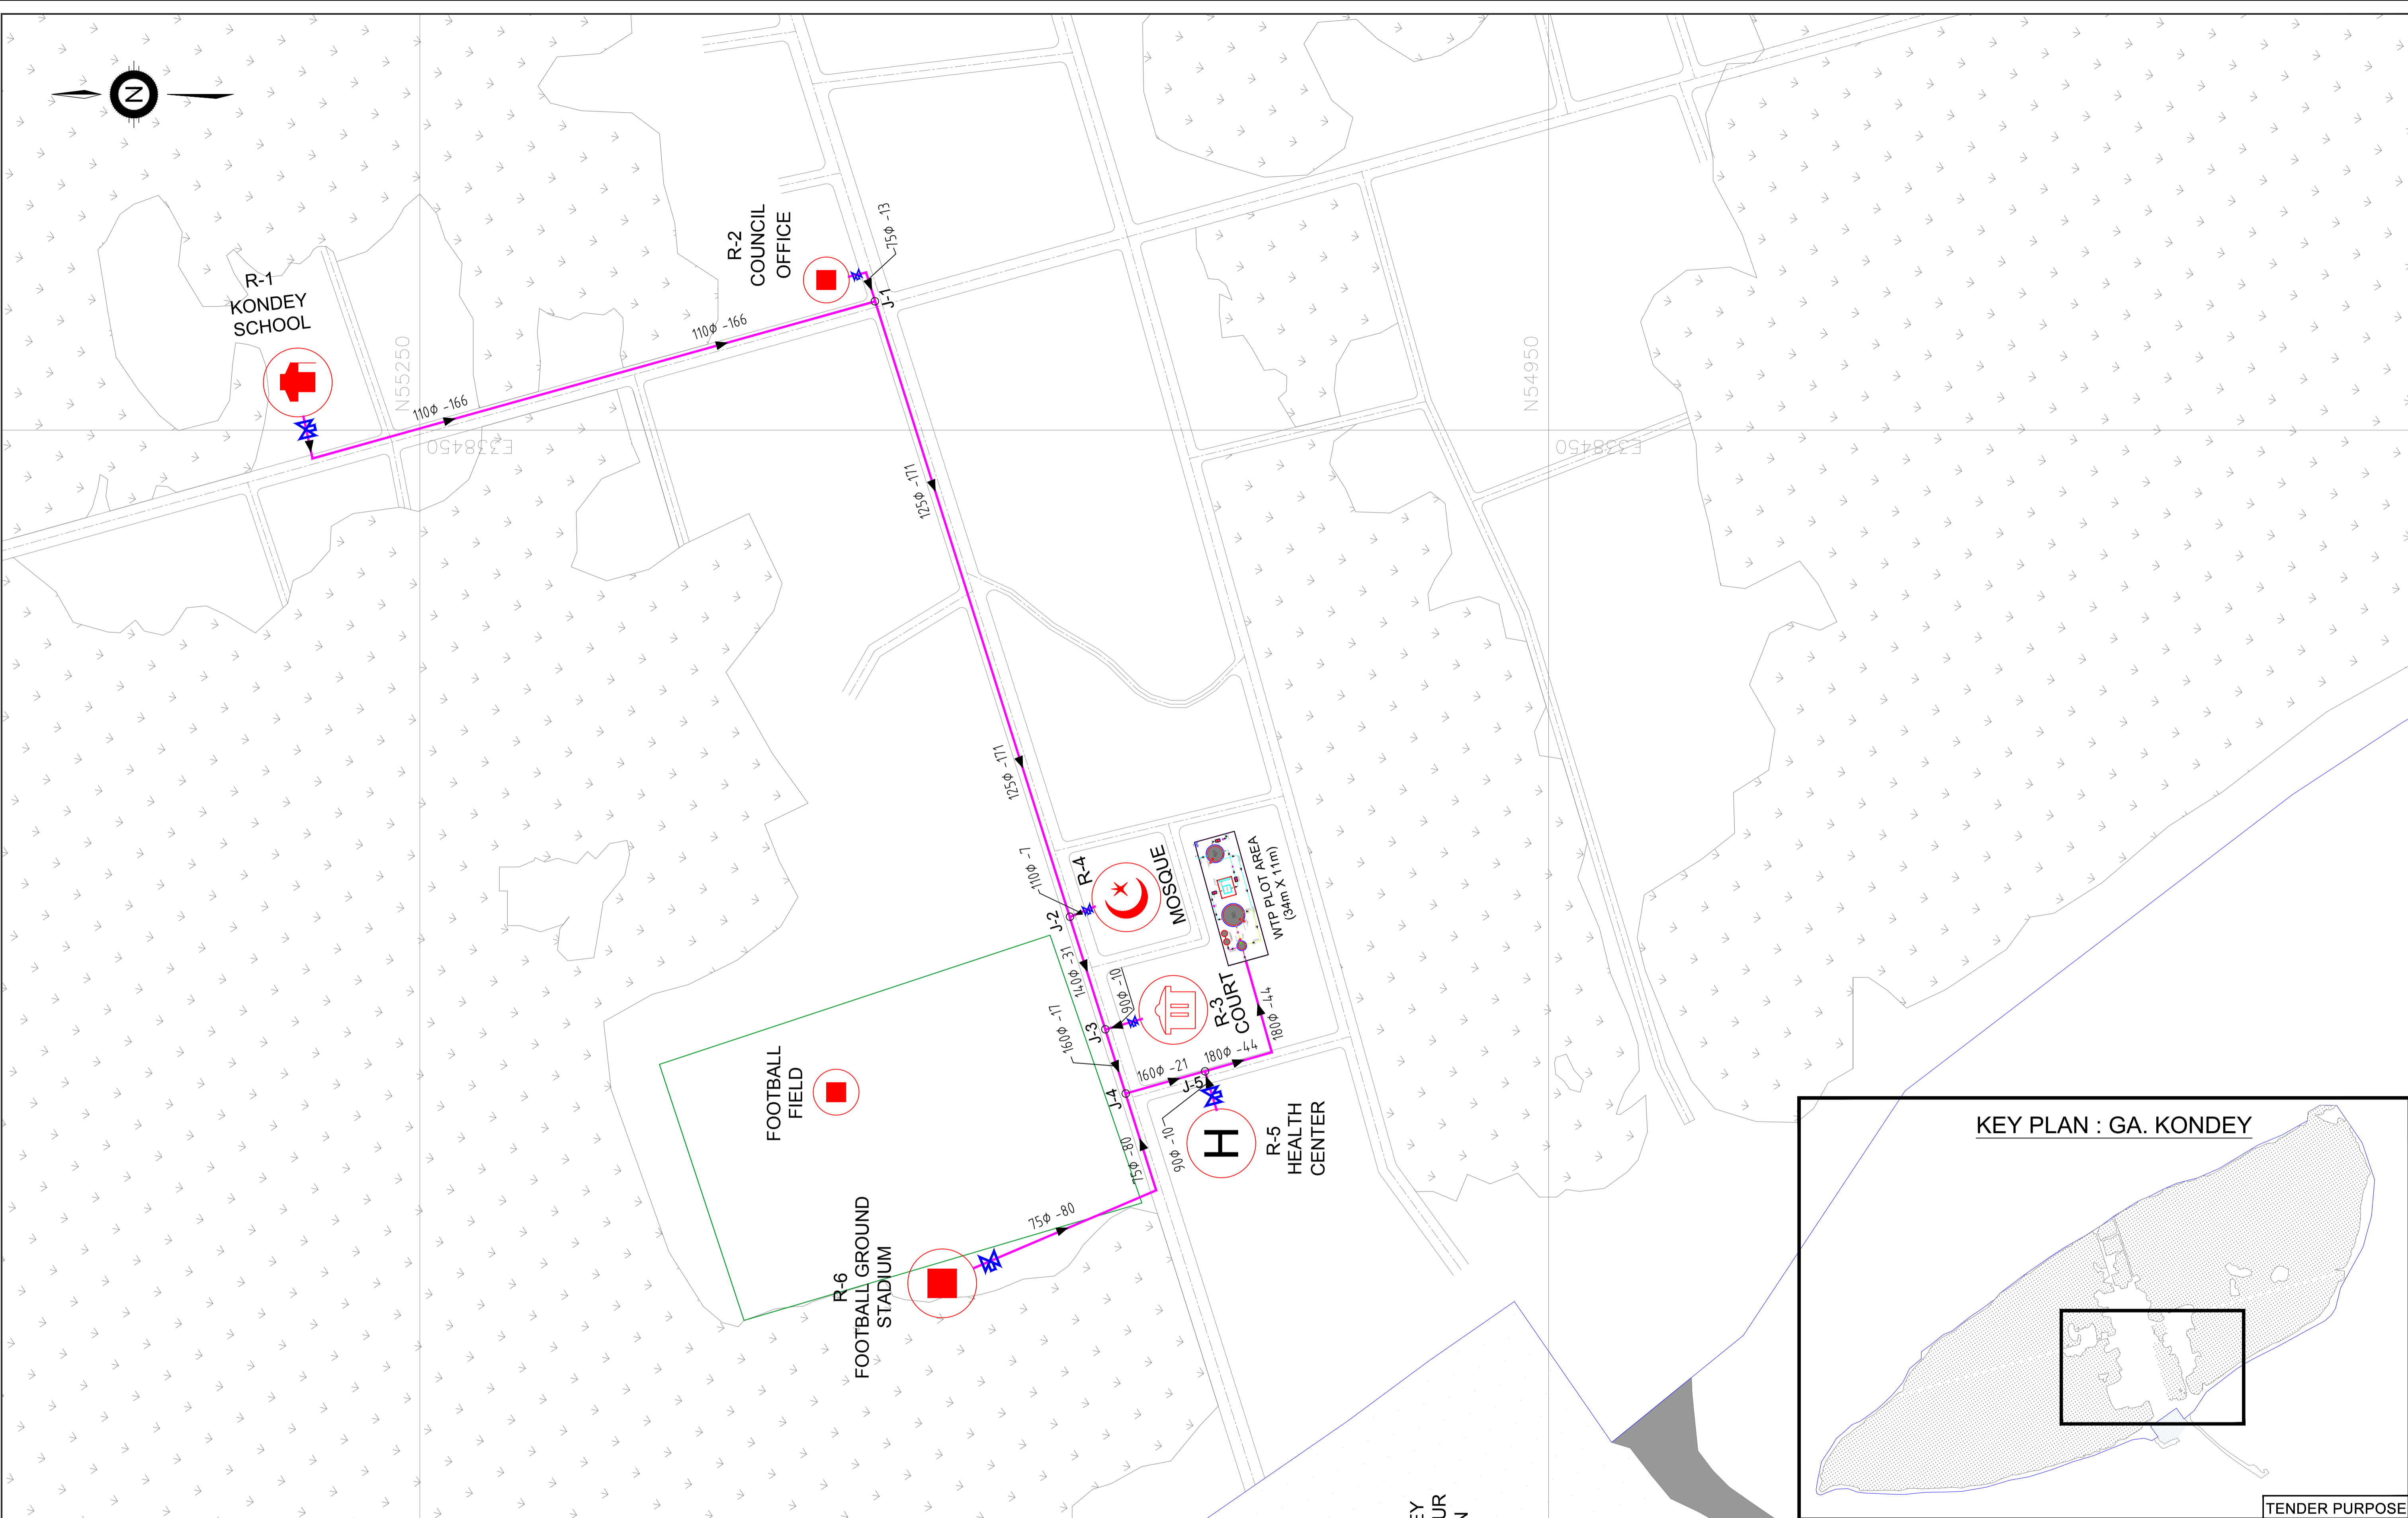 N
R-1
KONDEY
SCHOOL
R-2
COUNCIL
OFFICE
75Φ -13
J-1
110Φ -166
110Φ -166
N55250
E338450
N54950
E338450
125Φ -171
125Φ -171
110Φ -7
R-4
MOSQUE
J-2
WTP PLOT AREA
(34m X 11m)
140Φ -31
90Φ -10
R-3
COURT
J-3
160Φ -17
160Φ -21
180Φ -44
180Φ -44
J-4
J-5
FOOTBALL
FIELD
75Φ -80
90Φ -10
H
R-5
HEALTH
CENTER
75Φ -80
R-6
FOOTBALL GROUND
STADIUM
KEY PLAN : GA. KONDEY
TENDER PURPOSE